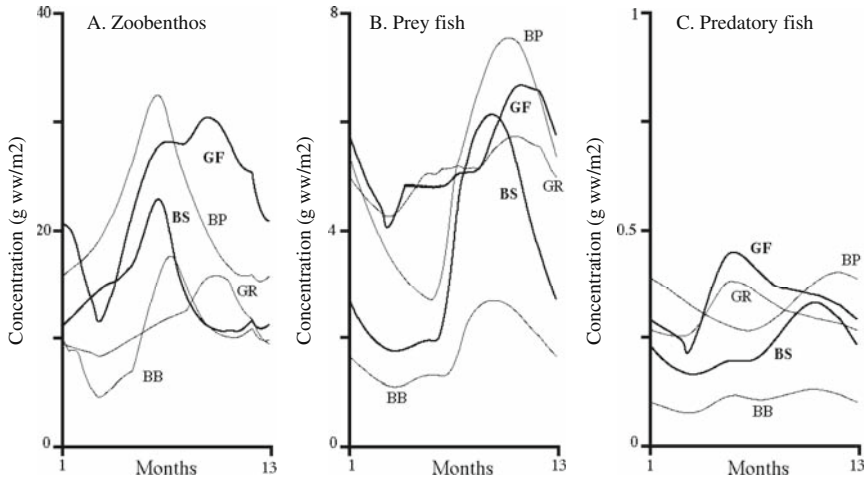 A. Zoobenthos
Concentration (g ww/m2)
40
20
0
GF
BP
BS
GR
BB
1
Months
13
B. Prey fish
Concentration (g ww/m2)
8
4
0
BP
GF
GR
BS
BB
1
Months
13
C. Predatory fish
Concentration (g ww/m2)
1
0.5
0
GF
BP
GR
BS
BB
1
Months
13